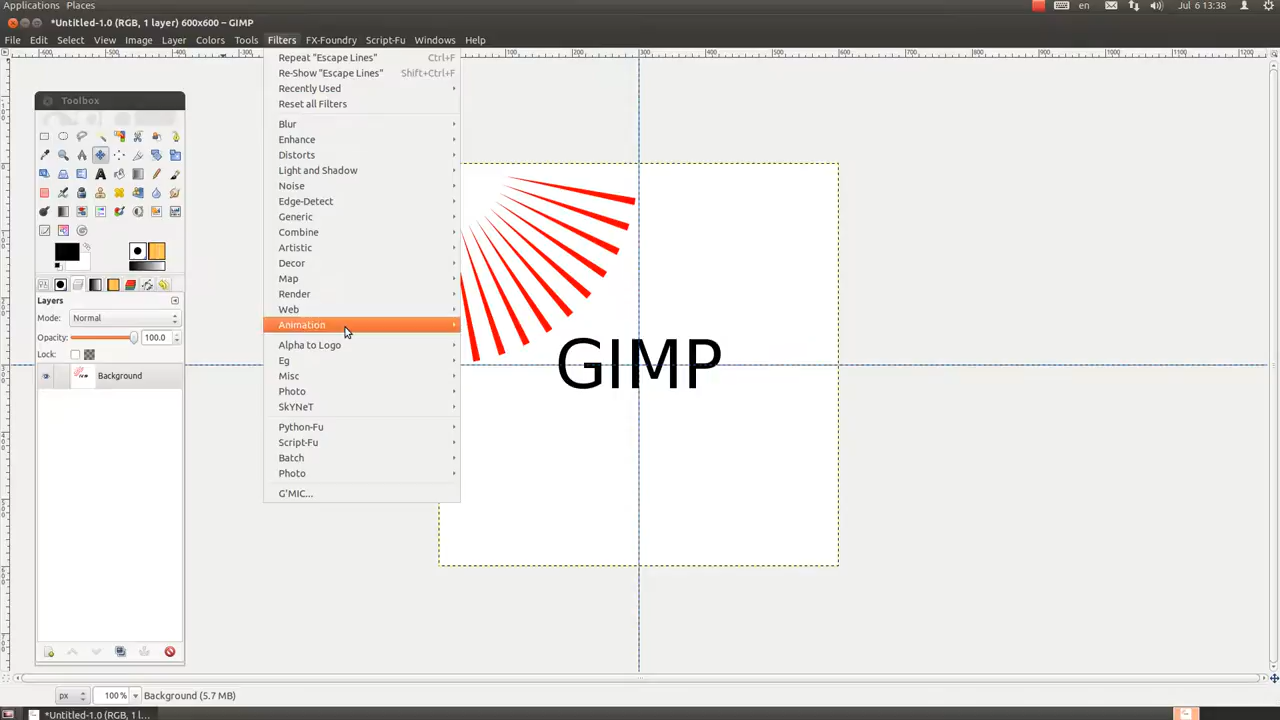 Applications Places en Jul 6 13:38
*Untitled-1.0 (RGB, 1 layer) 600x600 – GIMP
File Edit Select View Image Layer Colors Tools Filters FX-Foundry Script-Fu Windows Help
Repeat "Escape Lines" Ctrl+F
Re-Show "Escape Lines" Shift+Ctrl+F
Recently Used
Reset all Filters
Blur
Enhance
Distorts
Light and Shadow
Noise
Edge-Detect
Generic
Combine
Artistic
Decor
Map
Render
Web
Animation
Alpha to Logo
Eg
Misc
Photo
SkYNeT
Python-Fu
Script-Fu
Batch
Photo
G'MIC...
Toolbox
Layers
Mode: Normal
Opacity: 100.0
Lock:
Background
GIMP
px 100% Background (5.7 MB)
*Untitled-1.0 (RGB, 1 l...